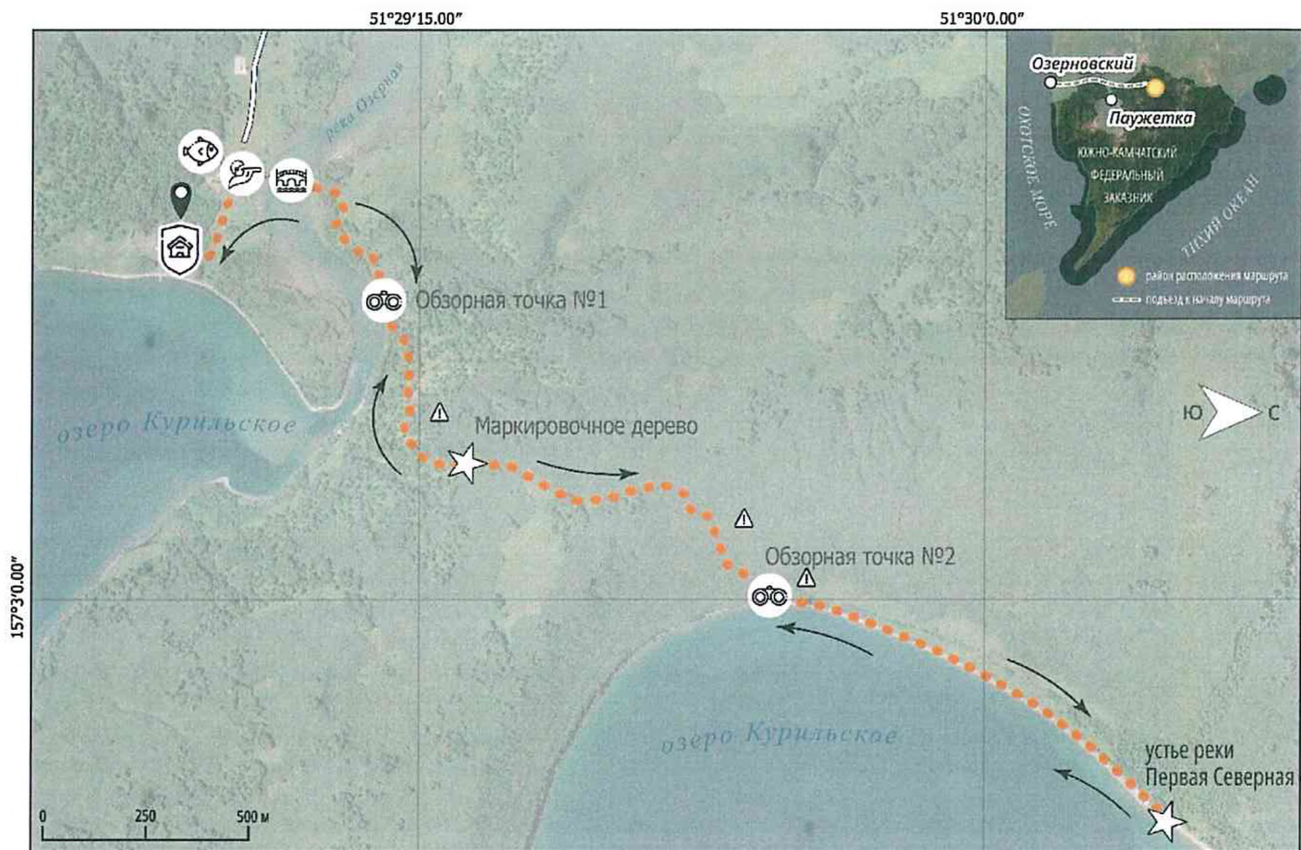 51°29′15.00″
51°30′0.00″
Озерновский
Паужетка
ОХОТСКОЕ МОРЕ
ЮЖНО-КАМЧАТСКИЙ
ФЕДЕРАЛЬНЫЙ
ЗАКАЗНИК
ТИХИЙ ОКЕАН
район расположения маршрута
подъезд к началу маршрута
река Озерная
Обзорная точка №1
озеро Курильское
Маркировочное дерево
Ю
С
Обзорная точка №2
157°3′0.00″
озеро Курильское
устье реки
Первая Северная
0
250
500 м